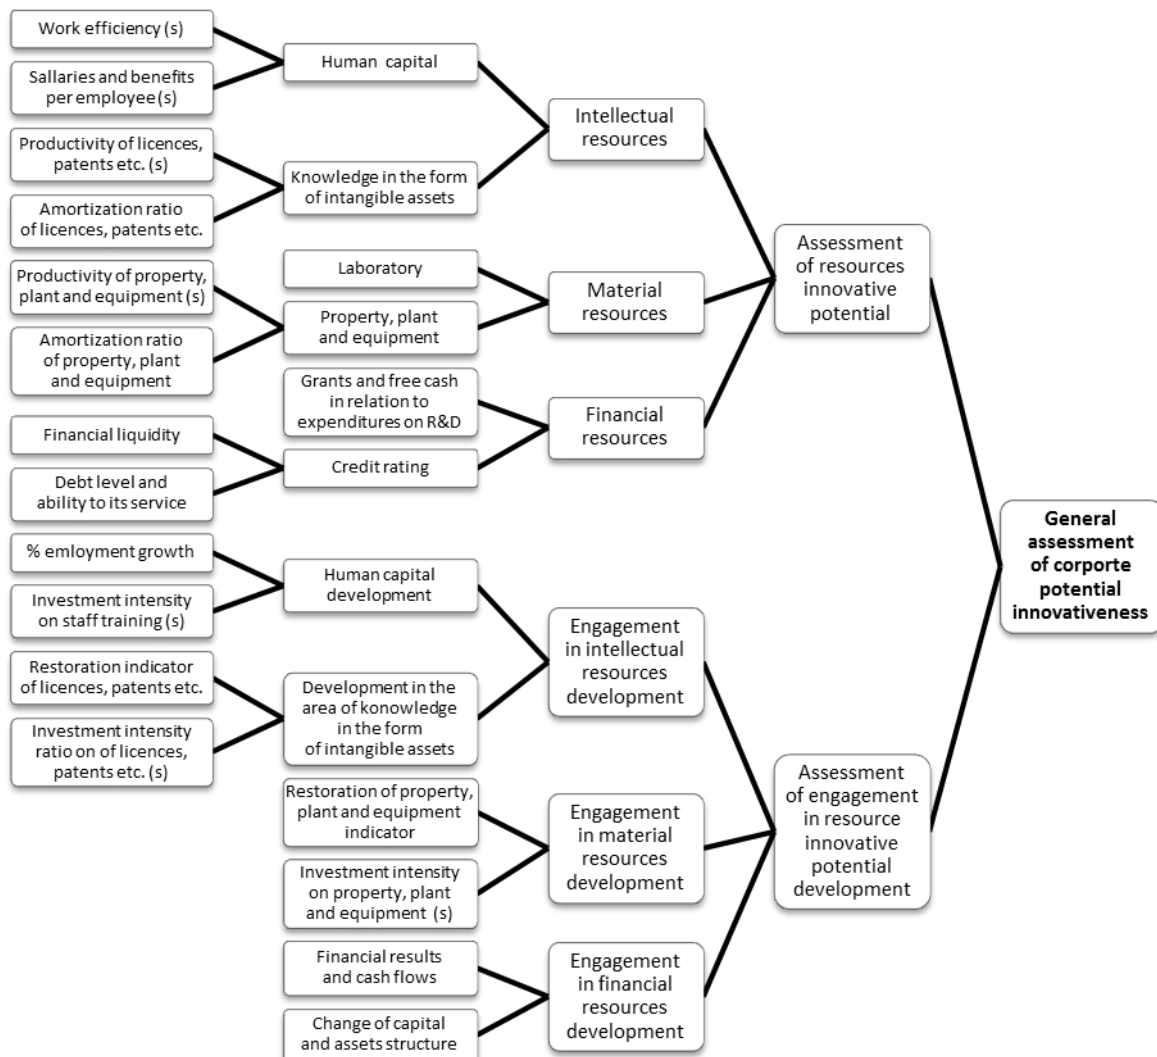 Work efficiency (s)
Sallaries and benefits
per employee (s)
Productivity of licences,
patents etc. (s)
Amortization ratio
of licences, patents etc.
Productivity of property,
plant and equipment (s)
Amortization ratio
of property, plant
and equipment
Financial liquidity
Debt level and
ability to its service
% emloyment growth
Investment intensity
on staff training (s)
Restoration indicator
of licences, patents etc.
Investment intensity
ratio on of licences,
patents etc. (s)
Human capital
Knowledge in the form
of intangible assets
Laboratory
Property, plant
and equipment
Grants and free cash
in relation to
expenditures on R&D
Credit rating
Human capital
development
Development in the
area of konowledge
in the form
of intangible assets
Restoration of property,
plant and equipment
indicator
Investment intensity
on property, plant
and equipment (s)
Financial results
and cash flows
Change of capital
and assets structure
Intellectual
resources
Material
resources
Financial
resources
Engagement
in intellectual
resources
development
Engagement
in material
resources
development
Engagement
in financial
resources
development
Assessment
of resources
innovative
potential
Assessment
of engagement
in resource
innovative
potential
development
General
assessment
of corporte
potential
innovativeness